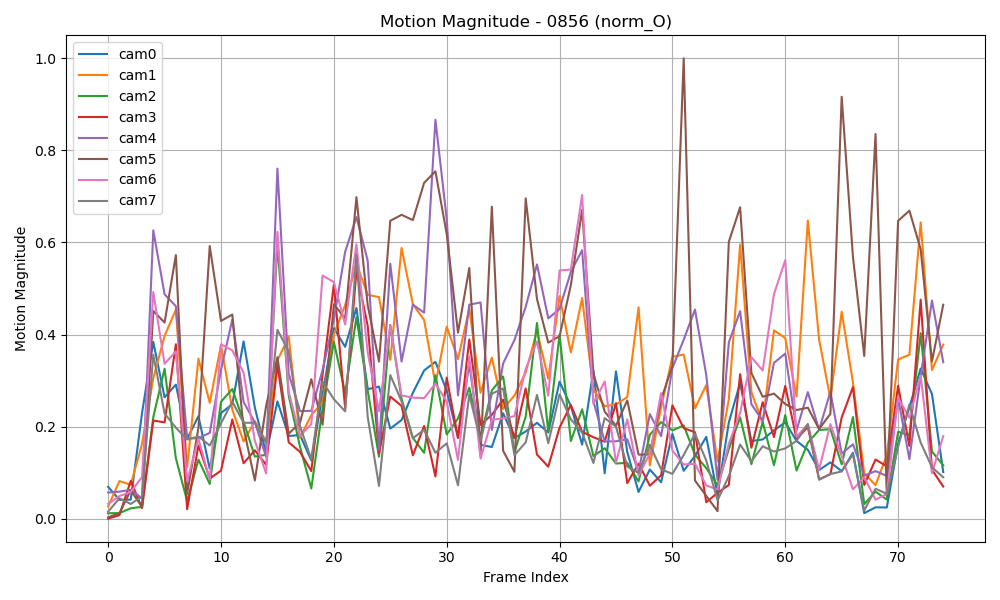 Motion Magnitude - 0856 (norm_O)
cam0
cam1
cam2
cam3
cam4
cam5
cam6
cam7
1.0
0.8
0.6
0.4
0.2
0.0
Motion Magnitude
0 10 20 30 40 50 60 70
Frame Index